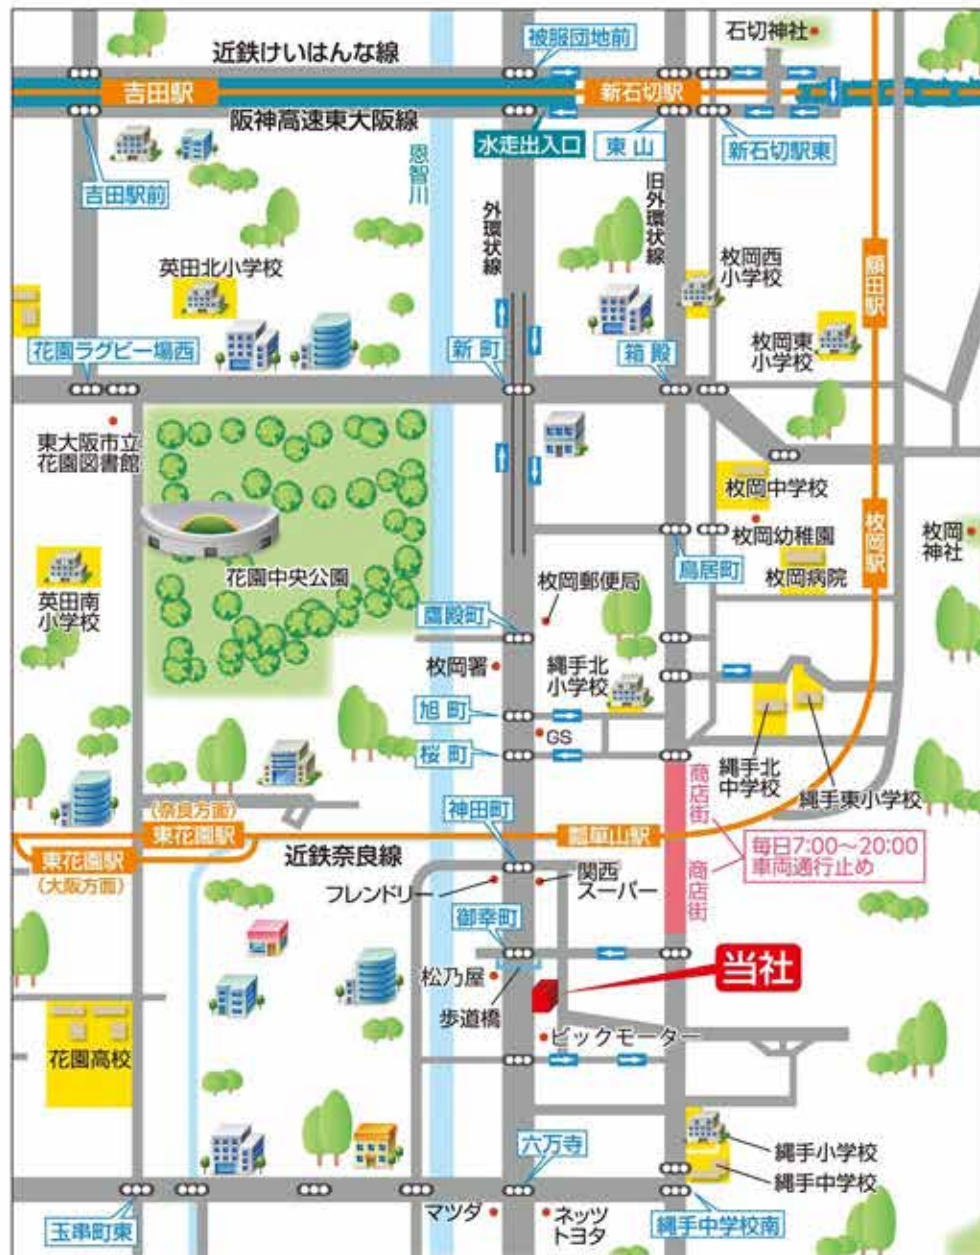 石切神社
近鉄けいはんな線
被服団地前
吉田駅
新石切駅
阪神高速東大阪線
水走出入口
東山
新石切駅東
吉田駅前
恩智川
外環状線
旧外環状線
額田駅
英田北小学校
枚岡西
小学校
花園ラグビー場西
新町
箱殿
枚岡東
小学校
東大阪市立
花園図書館
枚岡中学校
枚岡幼稚園
枚岡駅
枚岡
神社
鳥居町
枚岡病院
花園中央公園
枚岡郵便局
英田南
小学校
鷹殿町
枚岡署
縄手北
小学校
旭町
GS
桜町
縄手北
中学校
縄手東小学校
商店街
神田町
(奈良方面)
東花園駅
瓢箪山駅
毎日7:00~20:00
車両通行止め
東花園駅
(大阪方面)
近鉄奈良線
商店街
フレンドリー
関西
スーパー
御幸町
当社
松乃屋
歩道橋
ビックモーター
花園高校
六万寺
縄手小学校
縄手中学校
玉串町東
マツダ
ネッツ
トヨタ
縄手中学校南